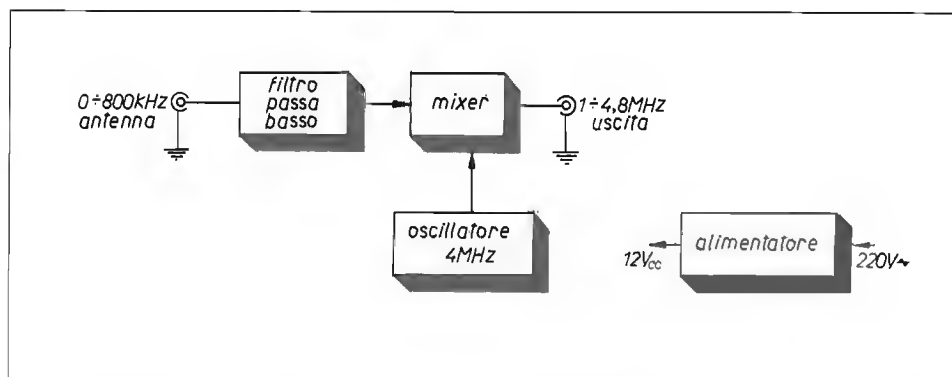 0÷800KHz
antenna
filtro
passa
basso
mixer
1÷4,8MHz
uscita
oscillatore
4MHz
12Vcc
alimentatore
220V~